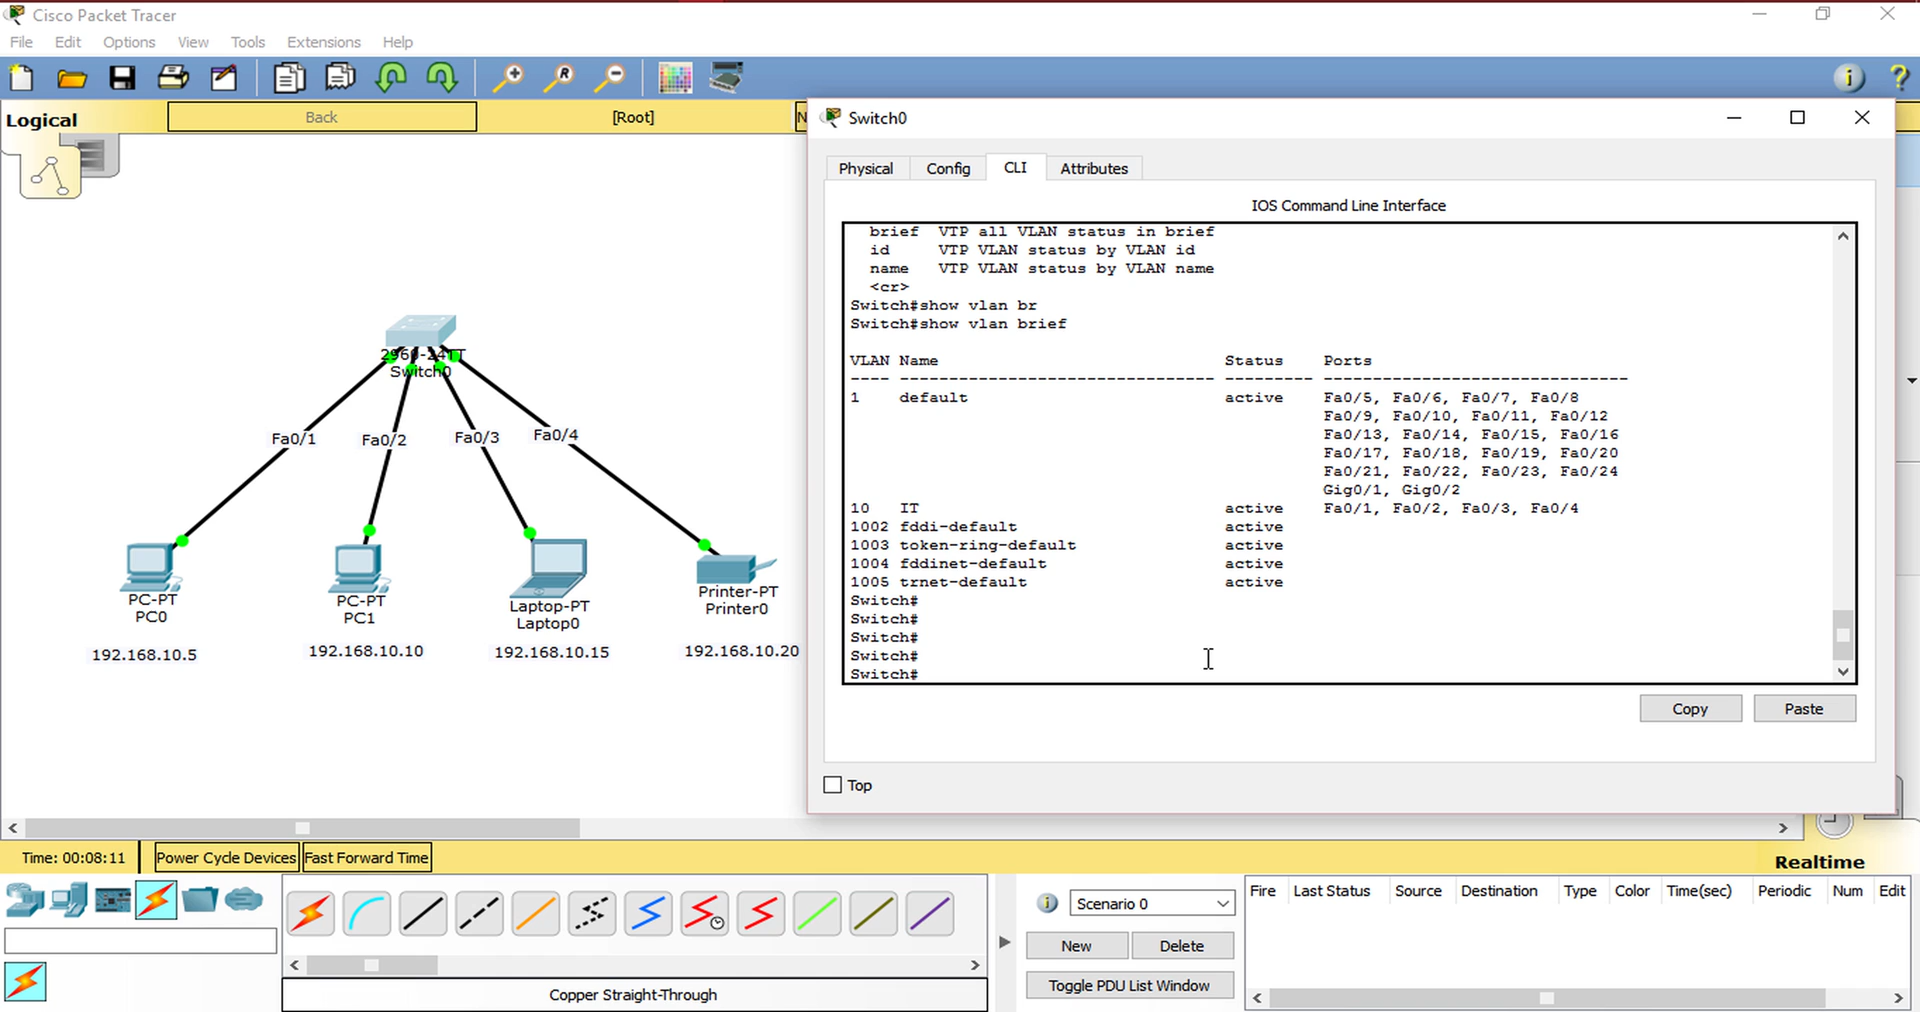 Cisco Packet Tracer
File Edit Options View Tools Extensions Help
Logical
Back
[Root]
N
2960-24TT
Switch0
Fa0/1
Fa0/2
Fa0/3
Fa0/4
PC-PT
PC0
192.168.10.5
PC-PT
PC1
192.168.10.10
Laptop-PT
Laptop0
192.168.10.15
Printer-PT
Printer0
192.168.10.20
Switch0
Physical Config CLI Attributes
IOS Command Line Interface
brief VTP all VLAN status in brief
id VTP VLAN status by VLAN id
name VTP VLAN status by VLAN name
<cr>
Switch#show vlan br
Switch#show vlan brief
VLAN Name Status Ports
---- -------------------------------- --------- -------------------------------
1 default active Fa0/5, Fa0/6, Fa0/7, Fa0/8
Fa0/9, Fa0/10, Fa0/11, Fa0/12
Fa0/13, Fa0/14, Fa0/15, Fa0/16
Fa0/17, Fa0/18, Fa0/19, Fa0/20
Fa0/21, Fa0/22, Fa0/23, Fa0/24
Gig0/1, Gig0/2
10 IT active Fa0/1, Fa0/2, Fa0/3, Fa0/4
1002 fddi-default active
1003 token-ring-default active
1004 fddinet-default active
1005 trnet-default active
Switch#
Switch#
Switch#
Switch#
Switch#
Copy
Paste
Top
Time: 00:08:11
Power Cycle Devices
Fast Forward Time
Realtime
Scenario 0
New
Delete
Toggle PDU List Window
Fire Last Status Source Destination Type Color Time(sec) Periodic Num Edit
Copper Straight-Through